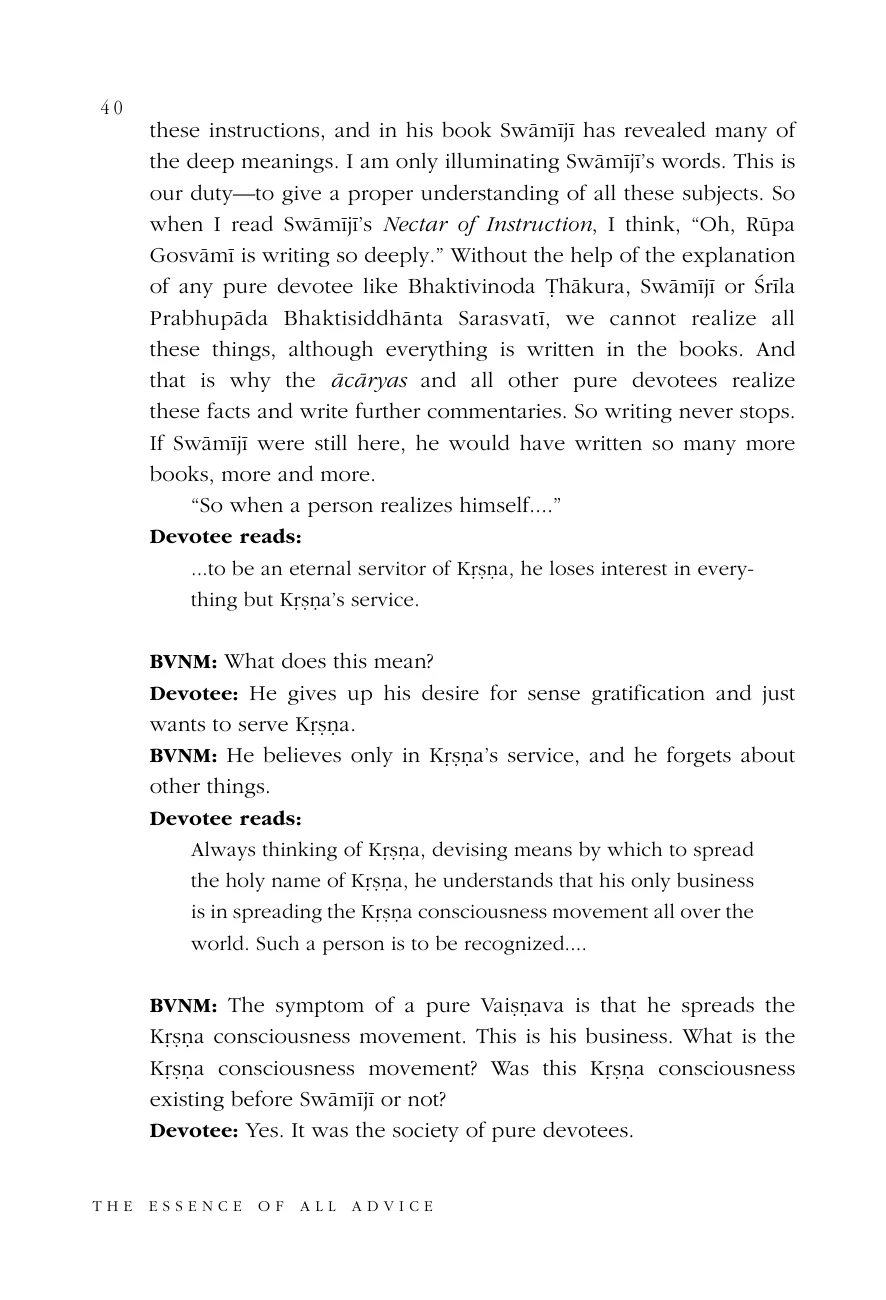 40
these instructions, and in his book Swāmījī has revealed many of
the deep meanings. I am only illuminating Swāmījī’s words. This is
our duty—to give a proper understanding of all these subjects. So
when I read Swāmījī’s Nectar of Instruction, I think, “Oh, Rūpa
Gosvāmī is writing so deeply.” Without the help of the explanation
of any pure devotee like Bhaktivinoda Ṭhākura, Swāmījī or Śrīla
Prabhupāda Bhaktisiddhānta Sarasvatī, we cannot realize all
these things, although everything is written in the books. And
that is why the ācāryas and all other pure devotees realize
these facts and write further commentaries. So writing never stops.
If Swāmījī were still here, he would have written so many more
books, more and more.
“So when a person realizes himself....”
Devotee reads:
...to be an eternal servitor of Kṛṣṇa, he loses interest in every-
thing but Kṛṣṇa’s service.
BVNM: What does this mean?
Devotee: He gives up his desire for sense gratification and just
wants to serve Kṛṣṇa.
BVNM: He believes only in Kṛṣṇa’s service, and he forgets about
other things.
Devotee reads:
Always thinking of Kṛṣṇa, devising means by which to spread
the holy name of Kṛṣṇa, he understands that his only business
is in spreading the Kṛṣṇa consciousness movement all over the
world. Such a person is to be recognized....
BVNM: The symptom of a pure Vaiṣṇava is that he spreads the
Kṛṣṇa consciousness movement. This is his business. What is the
Kṛṣṇa consciousness movement? Was this Kṛṣṇa consciousness
existing before Swāmījī or not?
Devotee: Yes. It was the society of pure devotees.
THE ESSENCE OF ALL ADVICE